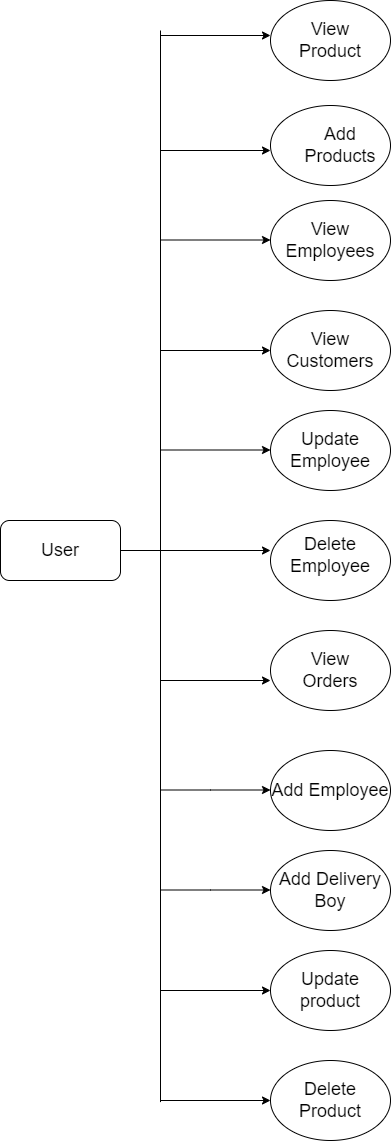 View
Product
Add
Products
View
Employees
View
Customers
Update
Employee
User
Delete
Employee
View
Orders
Add Employee
Add Delivery
Boy
Update
product
Delete
Product